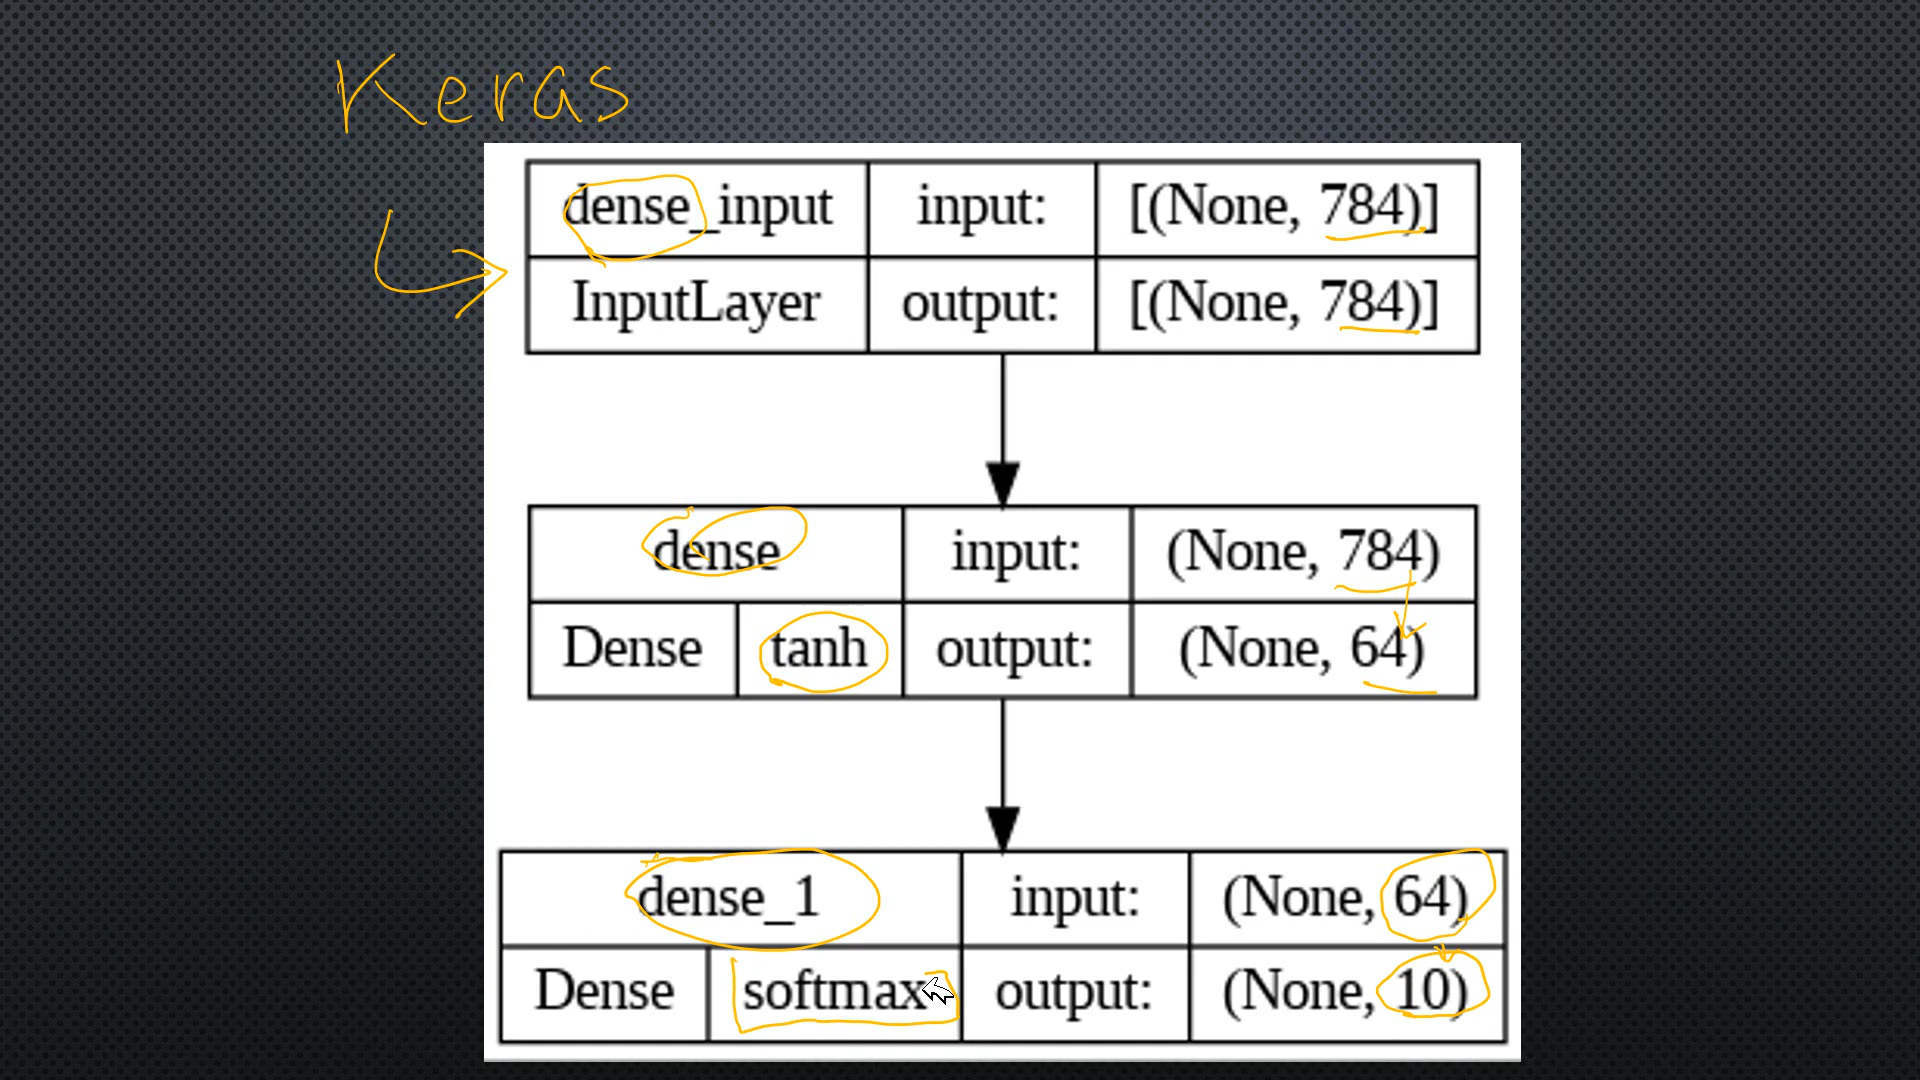 Keras
dense_input input: [(None, 784)]
InputLayer output: [(None, 784)]
dense input: (None, 784)
Dense tanh output: (None, 64)
dense_1 input: (None, 64)
Dense softmax output: (None, 10)